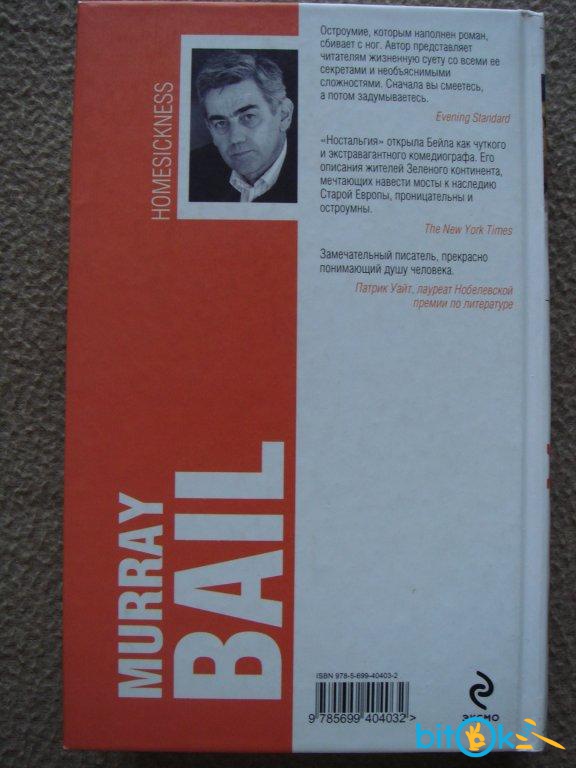 Остроумие, которым наполнен роман,
сбивает с ног. Автор представляет
читателям жизненную суету со всеми ее
секретами и необъяснимыми
сложностями. Сначала вы смеетесь,
а потом задумываетесь.
Evening Standard
«Ностальгия» открыла Бейла как чуткого
и экстравагантного комедиографа. Его
описания жителей Зеленого континента,
мечтающих навести мосты к наследию
Старой Европы, проницательны и
остроумны.
The New York Times
Замечательный писатель, прекрасно
понимающий душу человека.
Патрик Уайт, лауреат Нобелевской
премии по литературе
HOMESICKNESS
MURRAY
BAIL
ISBN 978-5-699-40403-2
9 785699 404032 >
ЭКСМО
bitok